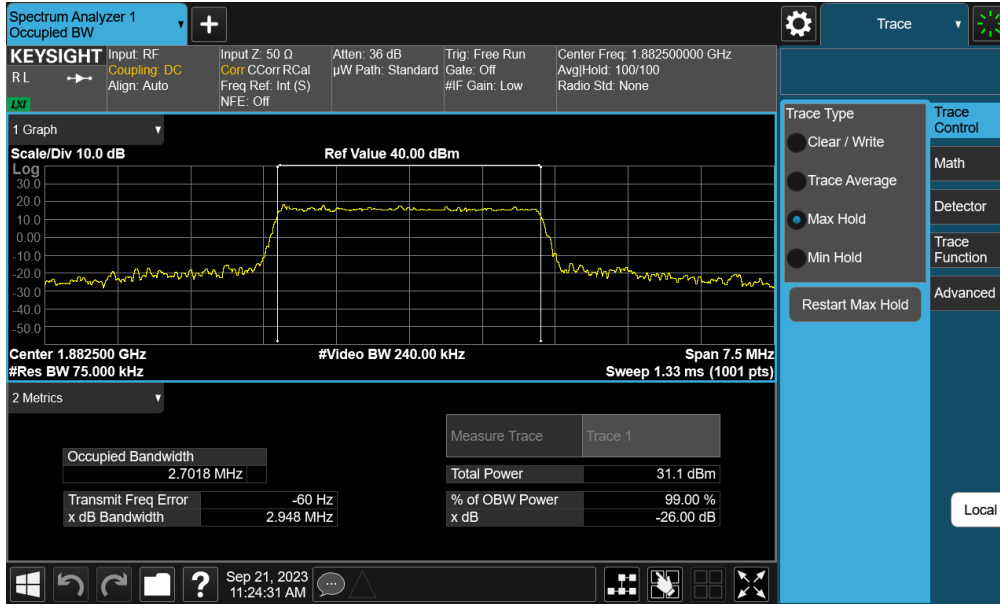 Spectrum Analyzer 1
Occupied BW
Trace
KEYSIGHT
R L
LXI
Input: RF
Coupling: DC
Align: Auto
Input Z: 50 Ω
Corr CCorr RCal
Freq Ref: Int (S)
NFE: Off
Atten: 36 dB
µW Path: Standard
Trig: Free Run
Gate: Off
#IF Gain: Low
Center Freq: 1.882500000 GHz
Avg|Hold: 100/100
Radio Std: None
1 Graph
Scale/Div 10.0 dB
Ref Value 40.00 dBm
Log
30.0
20.0
10.0
0.00
-10.0
-20.0
-30.0
-40.0
-50.0
Center 1.882500 GHz
#Video BW 240.00 kHz
Span 7.5 MHz
#Res BW 75.000 kHz
Sweep 1.33 ms (1001 pts)
2 Metrics
Measure Trace
Trace 1
Occupied Bandwidth
2.7018 MHz
Total Power
31.1 dBm
Transmit Freq Error
-60 Hz
% of OBW Power
99.00 %
x dB Bandwidth
2.948 MHz
x dB
-26.00 dB
Trace Type
Clear / Write
Trace Average
Max Hold
Min Hold
Restart Max Hold
Trace
Control
Math
Detector
Trace
Function
Advanced
Local
?
Sep 21, 2023
11:24:31 AM